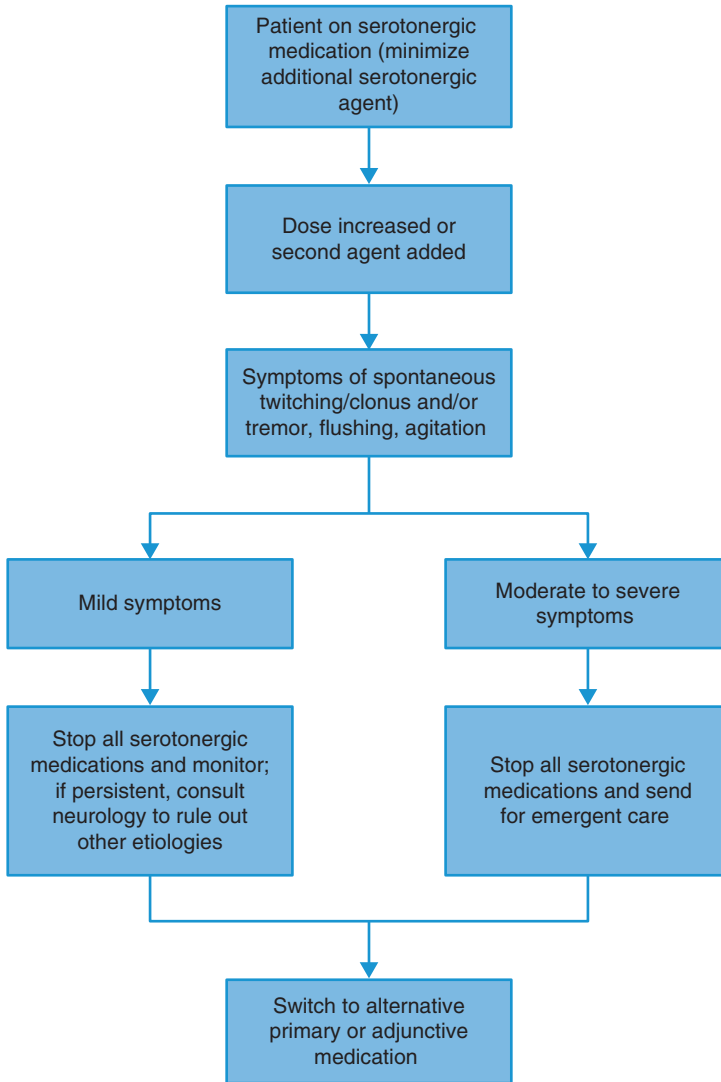 Patient on serotonergic
medication (minimize
additional serotonergic
agent)
Dose increased or
second agent added
Symptoms of spontaneous
twitching/clonus and/or
tremor, flushing, agitation
Mild symptoms
Moderate to severe
symptoms
Stop all serotonergic
medications and monitor;
if persistent, consult
neurology to rule out
other etiologies
Stop all serotonergic
medications and send
for emergent care
Switch to alternative
primary or adjunctive
medication